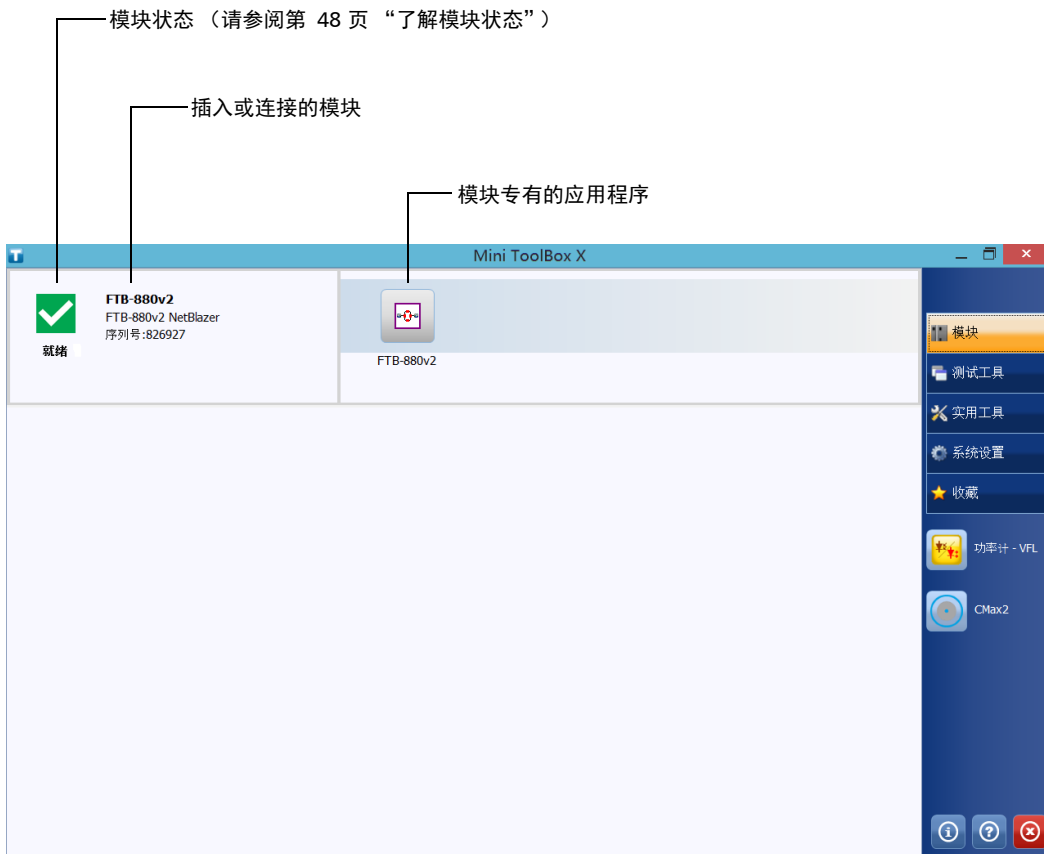 模块状态 （请参阅第 48 页 “了解模块状态”）
插入或连接的模块
模块专有的应用程序
Mini ToolBox X
FTB-880v2
FTB-880v2 NetBlazer
序列号:826927
就绪
FTB-880v2
模块
测试工具
实用工具
系统设置
收藏
功率计 - VFL
CMax2